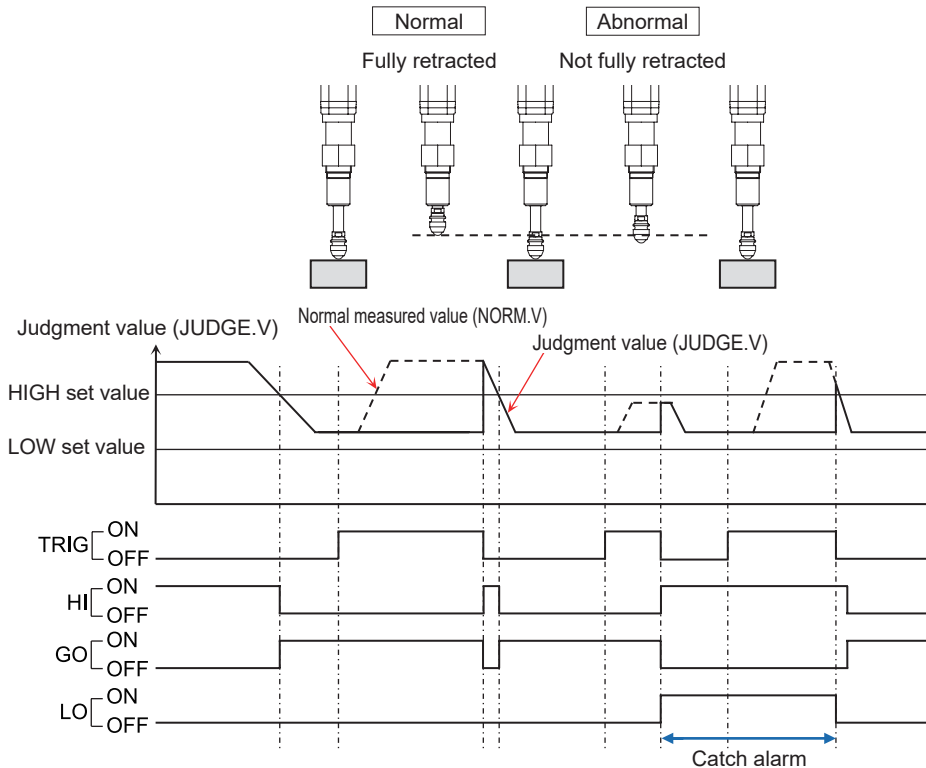 Normal
Abnormal
Fully retracted
Not fully retracted
Normal measured value (NORM.V)
Judgment value (JUDGE.V)
Judgment value (JUDGE.V)
HIGH set value
LOW set value
TRIG
ON
OFF
HI
ON
OFF
GO
ON
OFF
LO
ON
OFF
Catch alarm